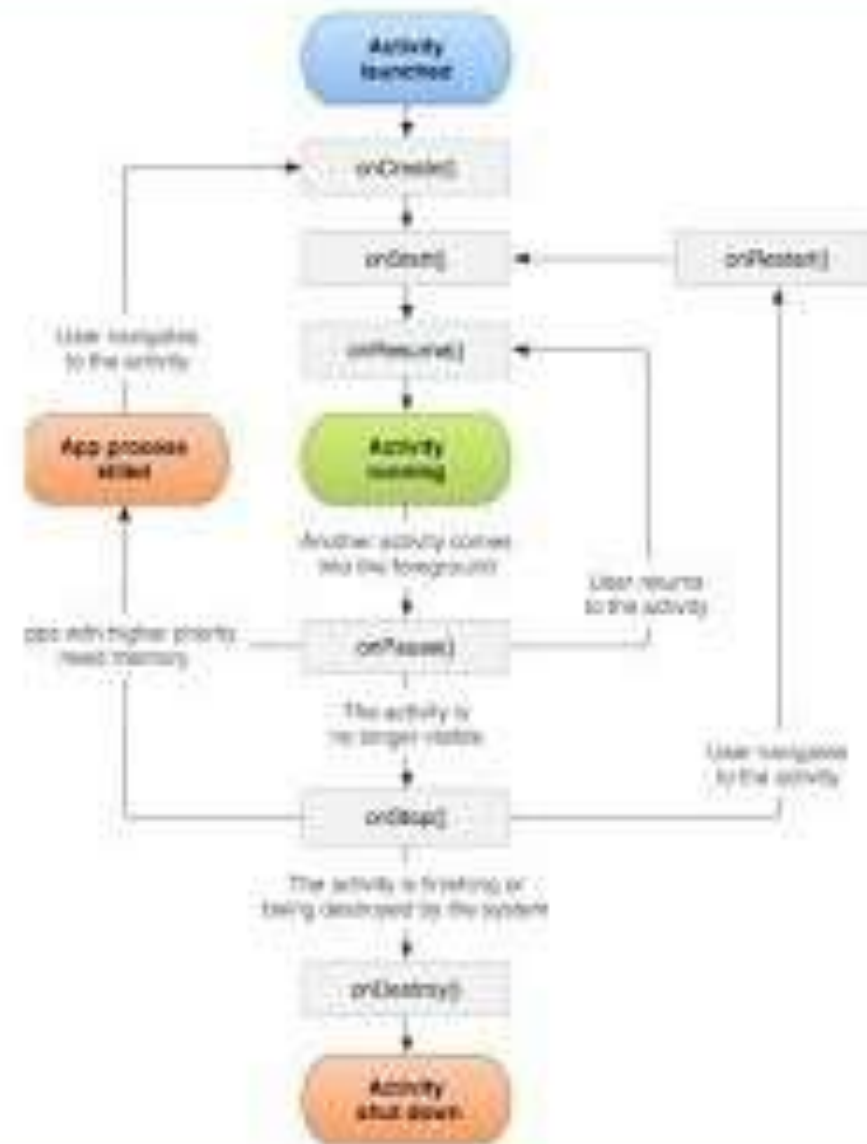 Activity
launched
onCreate()
onStart()
onRestart()
onResume()
User navigates
to the activity
App process
killed
Activity
running
Another activity comes
into the foreground
User returns
to the activity
pps with higher priority
need memory
onPause()
The activity is
no longer visible
User navigates
to the activity
onStop()
The activity is finishing or
being destroyed by the system
onDestroy()
Activity
shut down